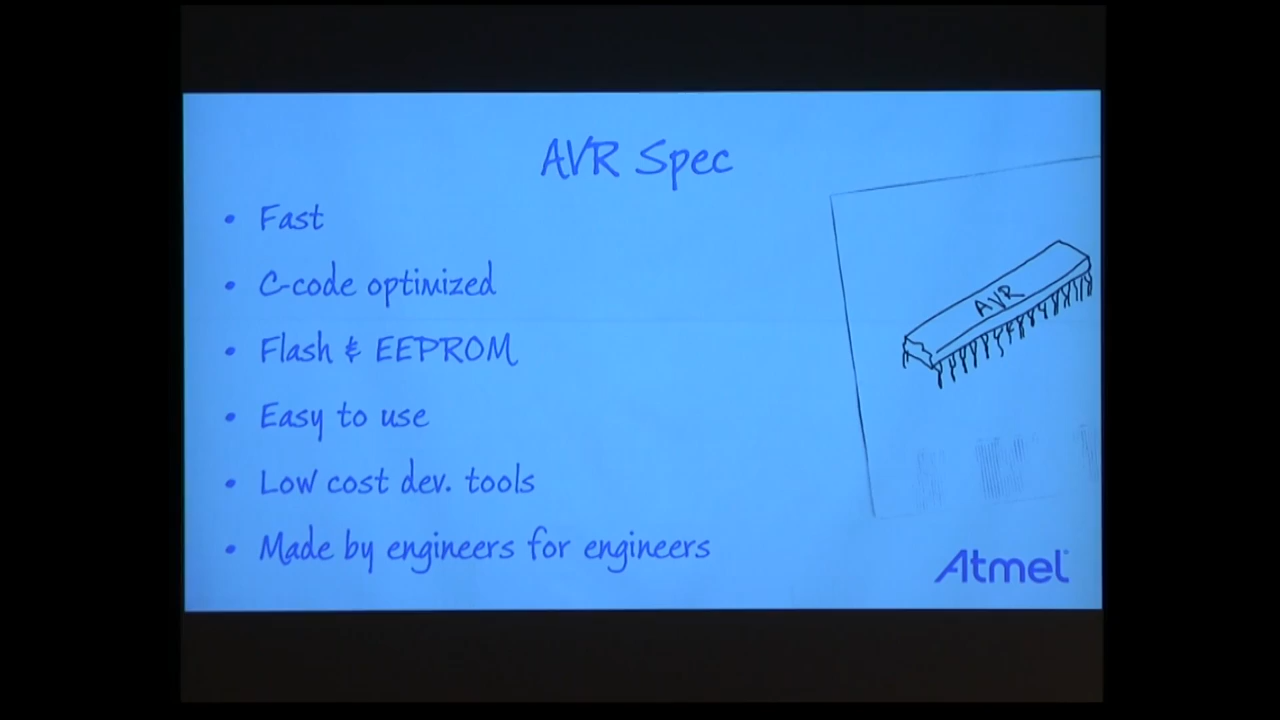 AVR Spec
• Fast
• C-code optimized
• Flash & EEPROM
• Easy to use
• Low cost dev. tools
• Made by engineers for engineers
AVR
Atmel